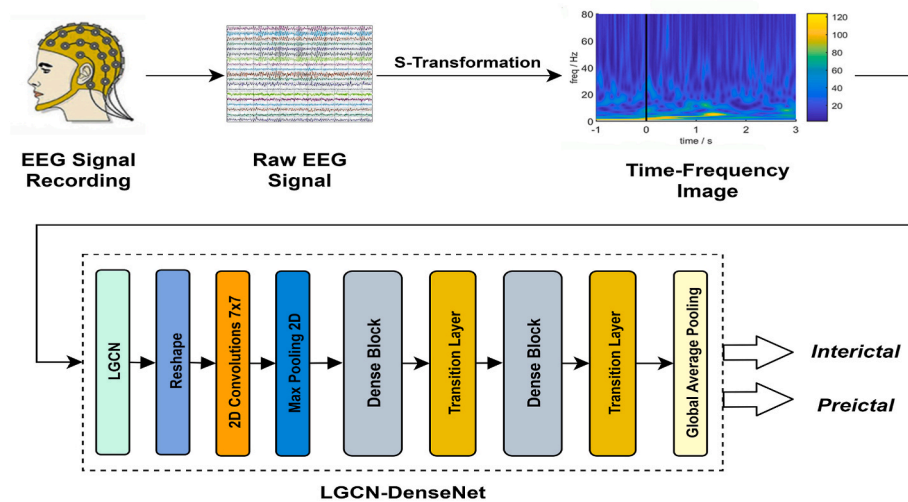 S-Transformation
80
60
40
20
0
freq / Hz
-1
0
1
2
3
time / s
120
100
80
60
40
20
EEG Signal
Recording
Raw EEG
Signal
Time-Frequency
Image
LGCN
Reshape
2D Convolutions 7x7
Max Pooling 2D
Dense Block
Transition Layer
Dense Block
Transition Layer
Global Average Pooling
Interictal
Preictal
LGCN-DenseNet